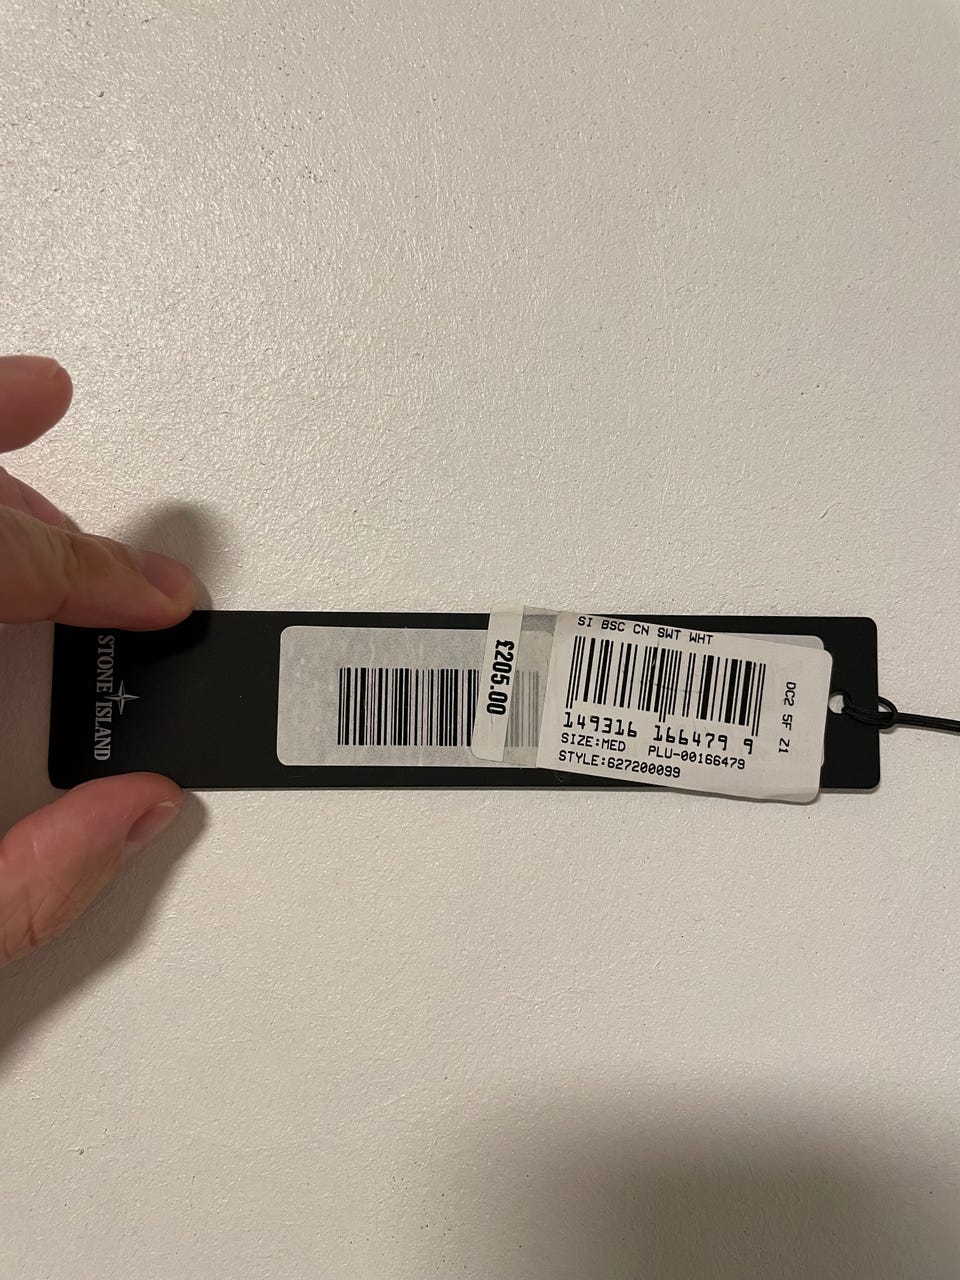 STONE ISLAND
£205.00
SI BSC CN SWT WHT
149316 166479 9
SIZE:MED PLU-00166479
STYLE:627200099
DC2 SF Z1